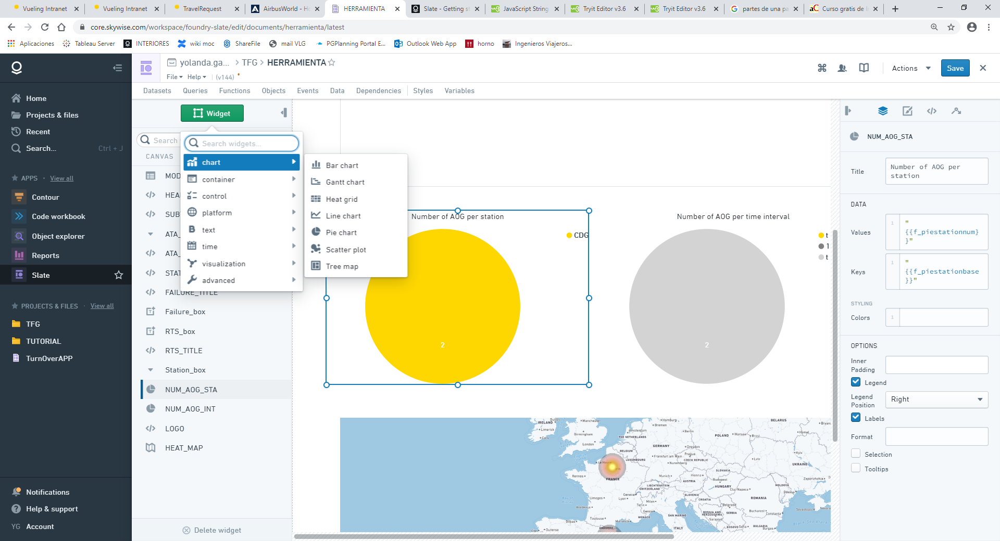 Vueling Intranet
Vueling Intranet
TravelRequest
AirbusWorld - Ho
HERRAMIENTA
Slate - Getting st
JavaScript String
Tryit Editor v3.6
Tryit Editor v3.6
partes de una pa
Curso gratis de I
core.skywise.com/workspace/foundry-slate/edit/documents/herramienta/latest
Aplicaciones
Tableau Server
INTERIORES
wiki moc
ShareFile
mail VLG
PGPlanning Portal E...
Outlook Web App
horno
Ingenieros Viajeros...
yolanda.ga... > TFG > HERRAMIENTA
File Help (v144)
Actions
Save
Datasets Queries Functions Objects Events Data Dependencies Styles Variables
Home
Projects & files
Recent
Search... Ctrl + J
APPS · View all
Contour
Code workbook
Object explorer
Reports
Slate
PROJECTS & FILES · View all
TFG
TUTORIAL
TurnOverAPP
Notifications
Help & support
YG Account
Widget
Search
CANVAS
MOD
HEA
SUB
ATA_
ATA_
STAT
FAILURE_TITLE
Failure_box
RTS_box
RTS_TITLE
Station_box
NUM_AOG_STA
NUM_AOG_INT
LOGO
HEAT_MAP
Delete widget
Search widgets...
chart
container
control
platform
text
time
visualization
advanced
Bar chart
Gantt chart
Heat grid
Line chart
Pie chart
Scatter plot
Tree map
Number of AOG per station
CDG
2
Number of AOG per time interval
t
1
t
2
IRELAND
Dublin
Limerick
Cork
Manchester
Birmingham
London
Amsterdam
THE NETHERLANDS
Hamburg
Bremen
Berlin
POLAND
Warsaw
Brest
BELARUS
Homel
Bryan
BELGIUM
GERMANY
Dresden
LUXEMBOURG
Frankfurt am Main
Prague
CZECH REPUBLIC
Nuremberg
Lviv
Kyiv
UKRAINE
Le Havre
FRANCE
Rennes
Munich
Vienna
SLOVAKIA
AUSTRIA
Budapest
HUNGARY
Cluj-Napoca
MOLDOVA
Odessa
Zaporizhzhia
LIECHTENSTEIN
SWITZERLAND
Geneva
Lyon
Limoges
Milan
Turin
SLOVENIA
CROATIA
Bay of
Biscay
Bordeaux
Genoa
MONACO
SAN MARINO
BOSNIA AND
HERZEGOVINA
Belgrade
SERBIA
Sarajevo
ROMANIA
Bucharest
Constanta
Sevastopol
Toulouse
Marseille
ANDORRA
Bilbao
Vigo
Ourense
ITALY
KOSOVO
Sofia
BULGARIA
Burgas
Black Sea
NUM_AOG_STA
Title
Number of AOG per
station
DATA
Values
1
"
{{f_piestationnum}
}"
Keys
1
"
{{f_piestationbase
}}"
STYLING
Colors
1
OPTIONS
Inner
Padding
Legend
Legend
Position
Right
Labels
Format
Selection
Tooltips